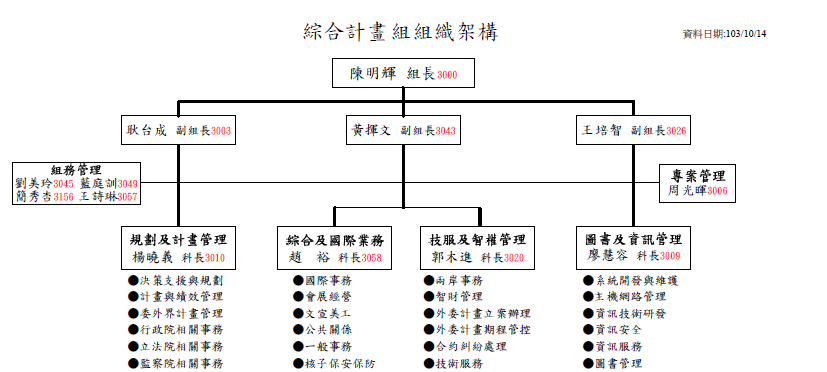 綜合計畫組組織架構
資料日期:103/10/14
陳明輝 組長3000
耿台成 副組長3003
黃揮文 副組長3043
王培智 副組長3026
組務管理
劉美玲3045 藍庭訓3049
簡秀杏3156 王詩琳3057
專案管理
周光暉3006
規劃及計畫管理
楊曉義 科長3010
●決策支援與規劃
●計畫與績效管理
●委外界計畫管理
●行政院相關事務
●立法院相關事務
●監察院相關事務
綜合及國際業務
趙 裕 科長3058
●國際事務
●會展經營
●文宣美工
●公共關係
●一般事務
●核子保安保防
技服及智權管理
郭木進 科長3020
●兩岸事務
●智財管理
●外委計畫立案辦理
●外委計畫期程管控
●合約糾紛處理
●技術服務
圖書及資訊管理
廖慧容 科長3009
●系統開發與維護
●主機網路管理
●資訊技術研發
●資訊安全
●資訊服務
●圖書管理